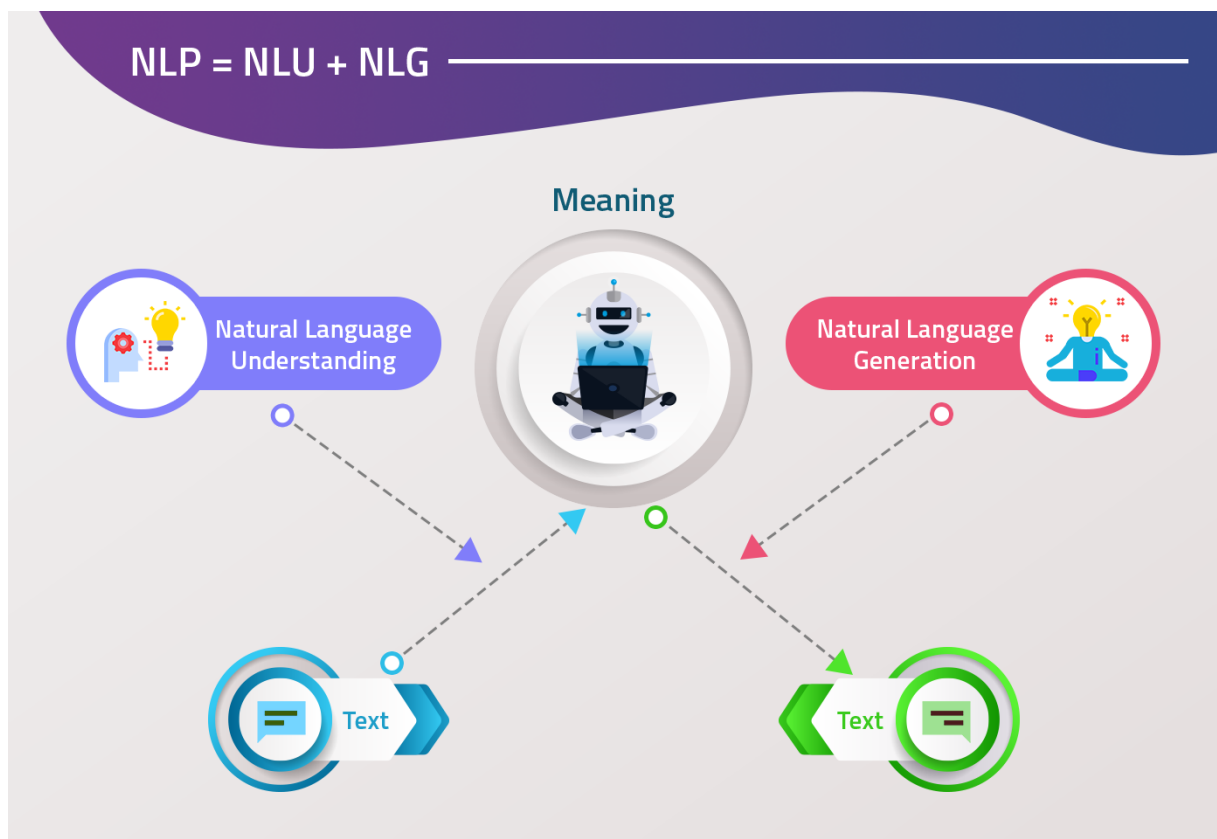 NLP = NLU + NLG
Meaning
Natural Language
Understanding
Natural Language
Generation
Text
Text